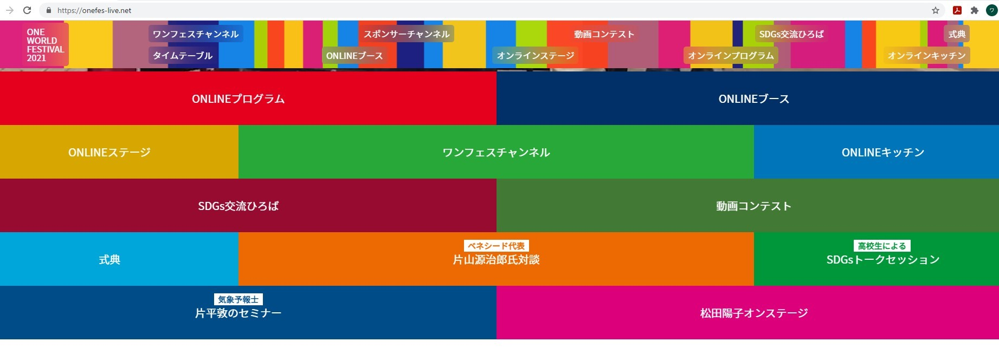 https://onefes-live.net
ワ
ONE
WORLD
FESTIVAL
2021
ワンフェスチャンネル
スポンサーチャンネル
動画コンテスト
SDGs交流ひろば
式典
タイムテーブル
ONLINEブース
オンラインステージ
オンラインプログラム
オンラインキッチン
ONLINEプログラム
ONLINEブース
ONLINEステージ
ワンフェスチャンネル
ONLINEキッチン
SDGs交流ひろば
動画コンテスト
式典
ベネシード代表
片山源治郎氏対談
高校生による
SDGsトークセッション
気象予報士
片平敦のセミナー
松田陽子オンステージ